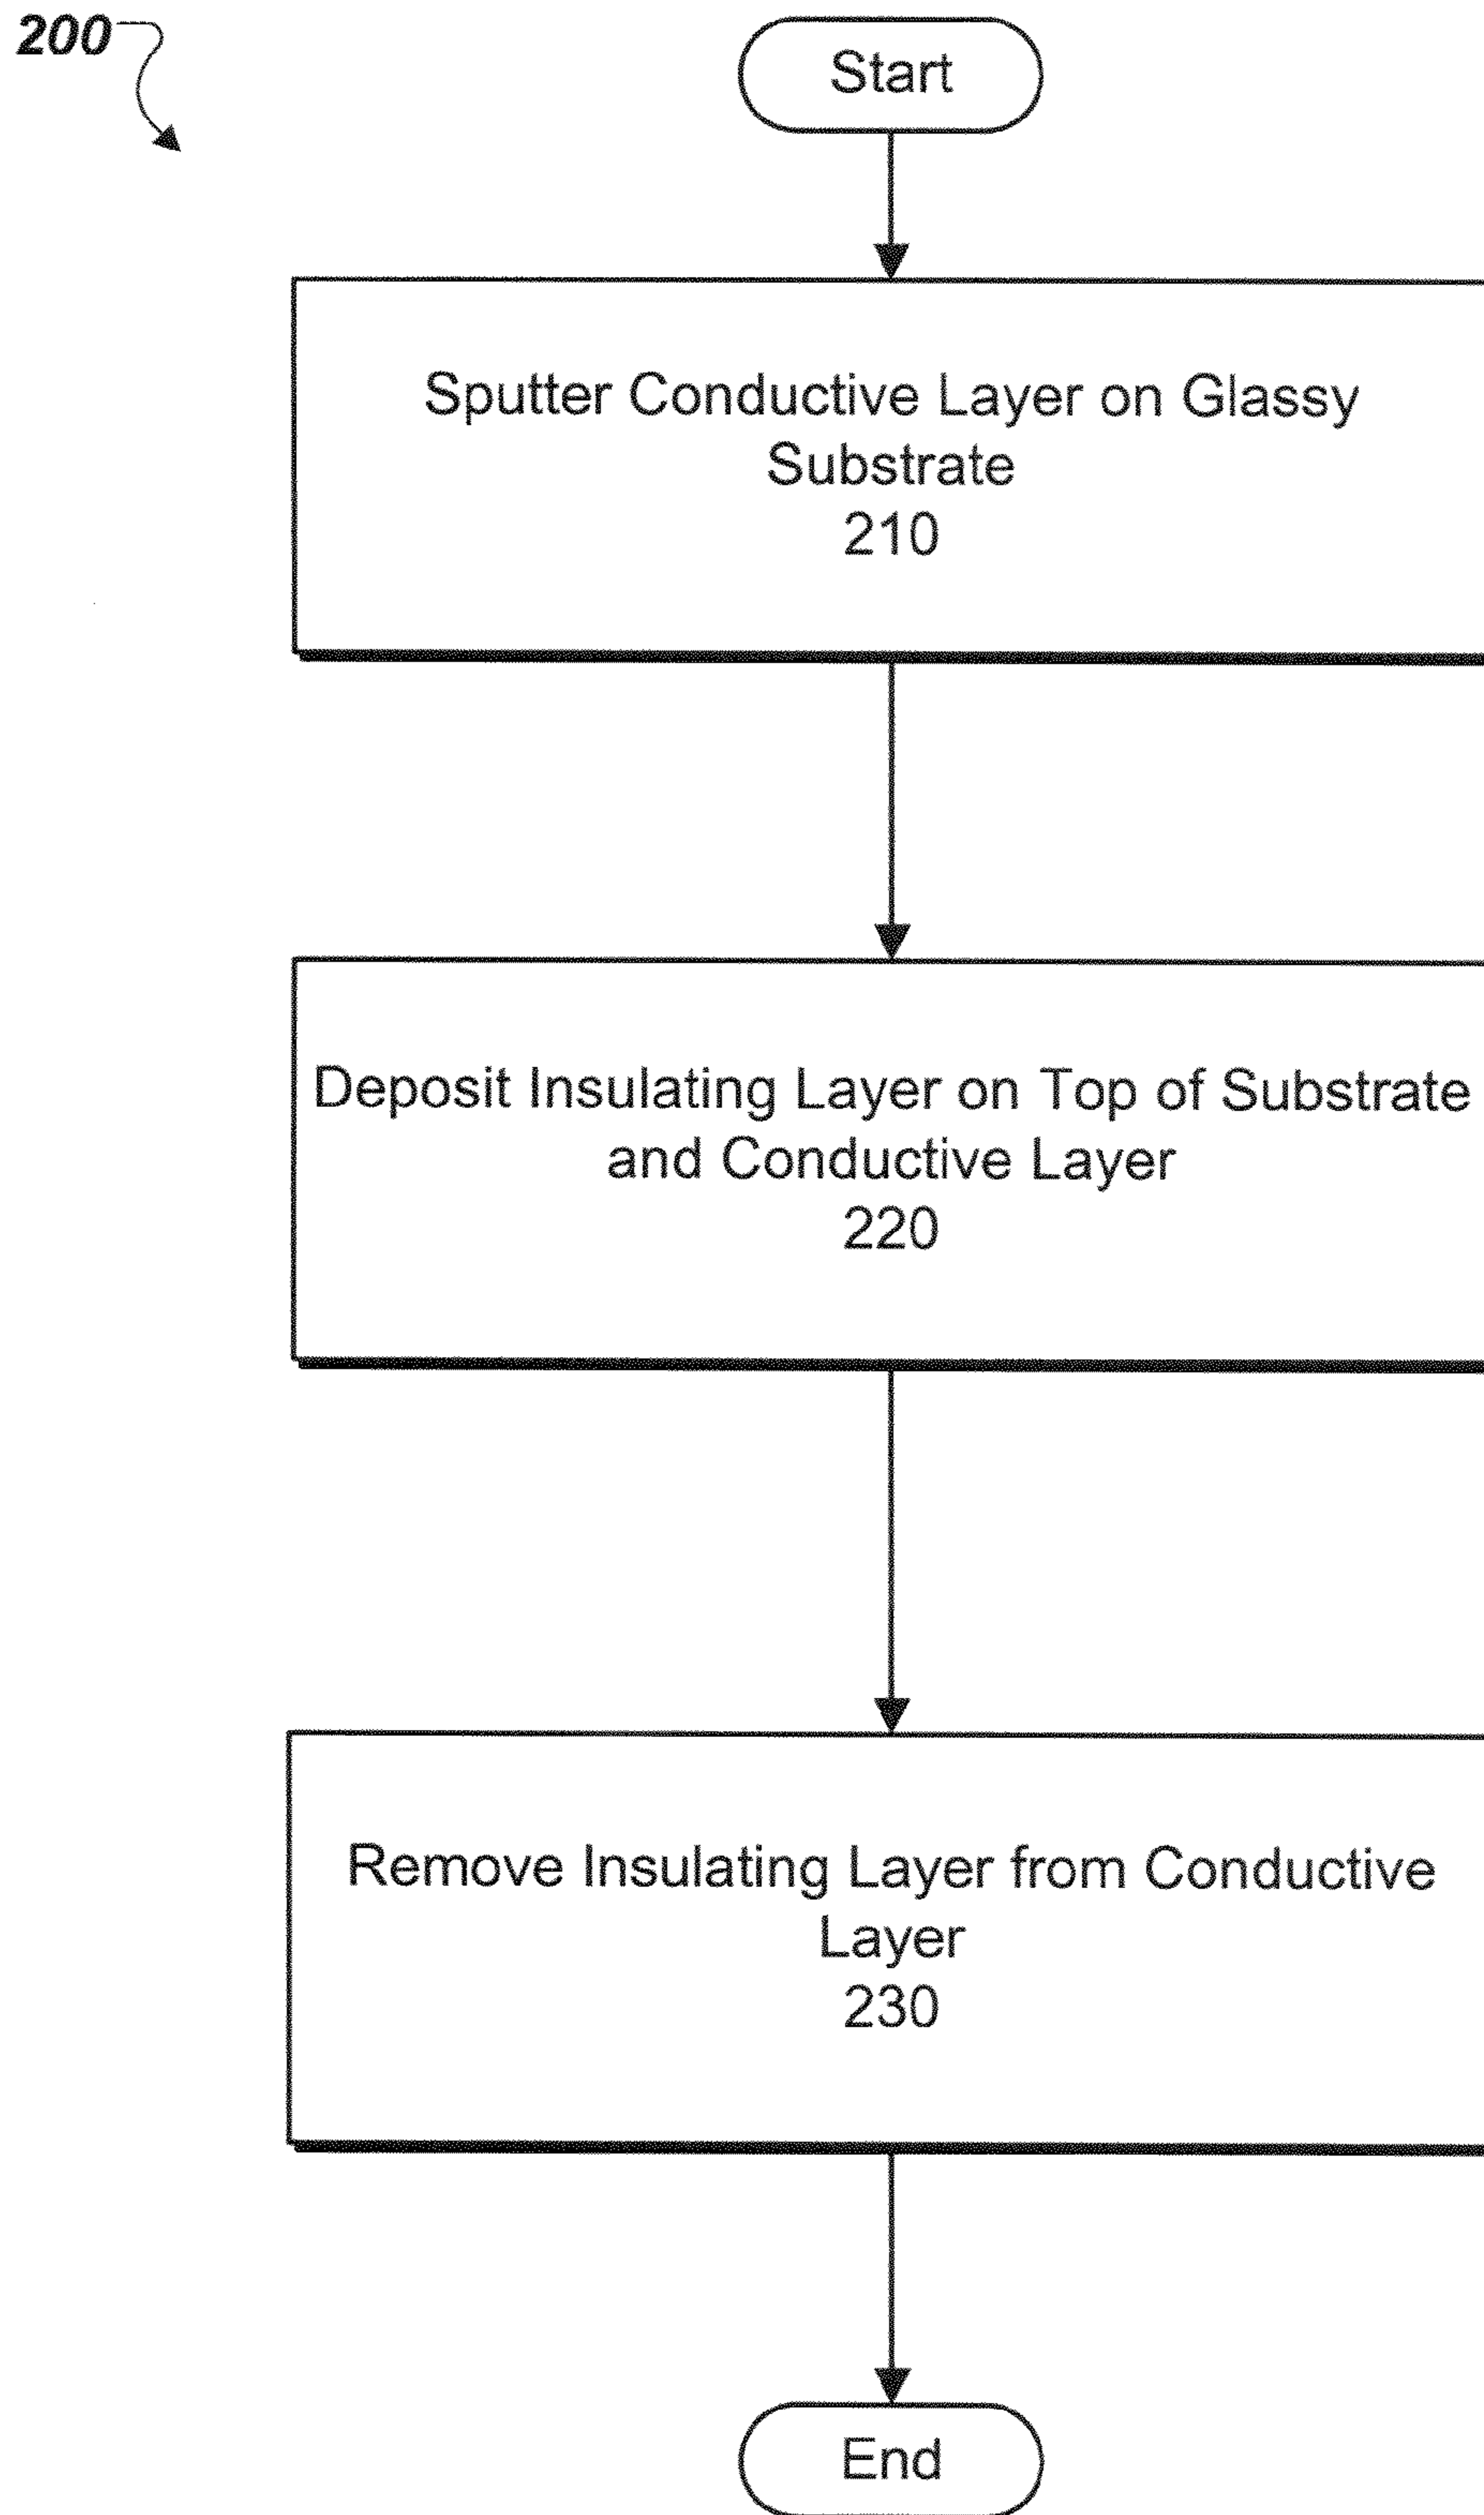 200
Start
Sputter Conductive Layer on Glassy
Substrate
210
Deposit Insulating Layer on Top of Substrate
and Conductive Layer
220
Remove Insulating Layer from Conductive
Layer
230
End